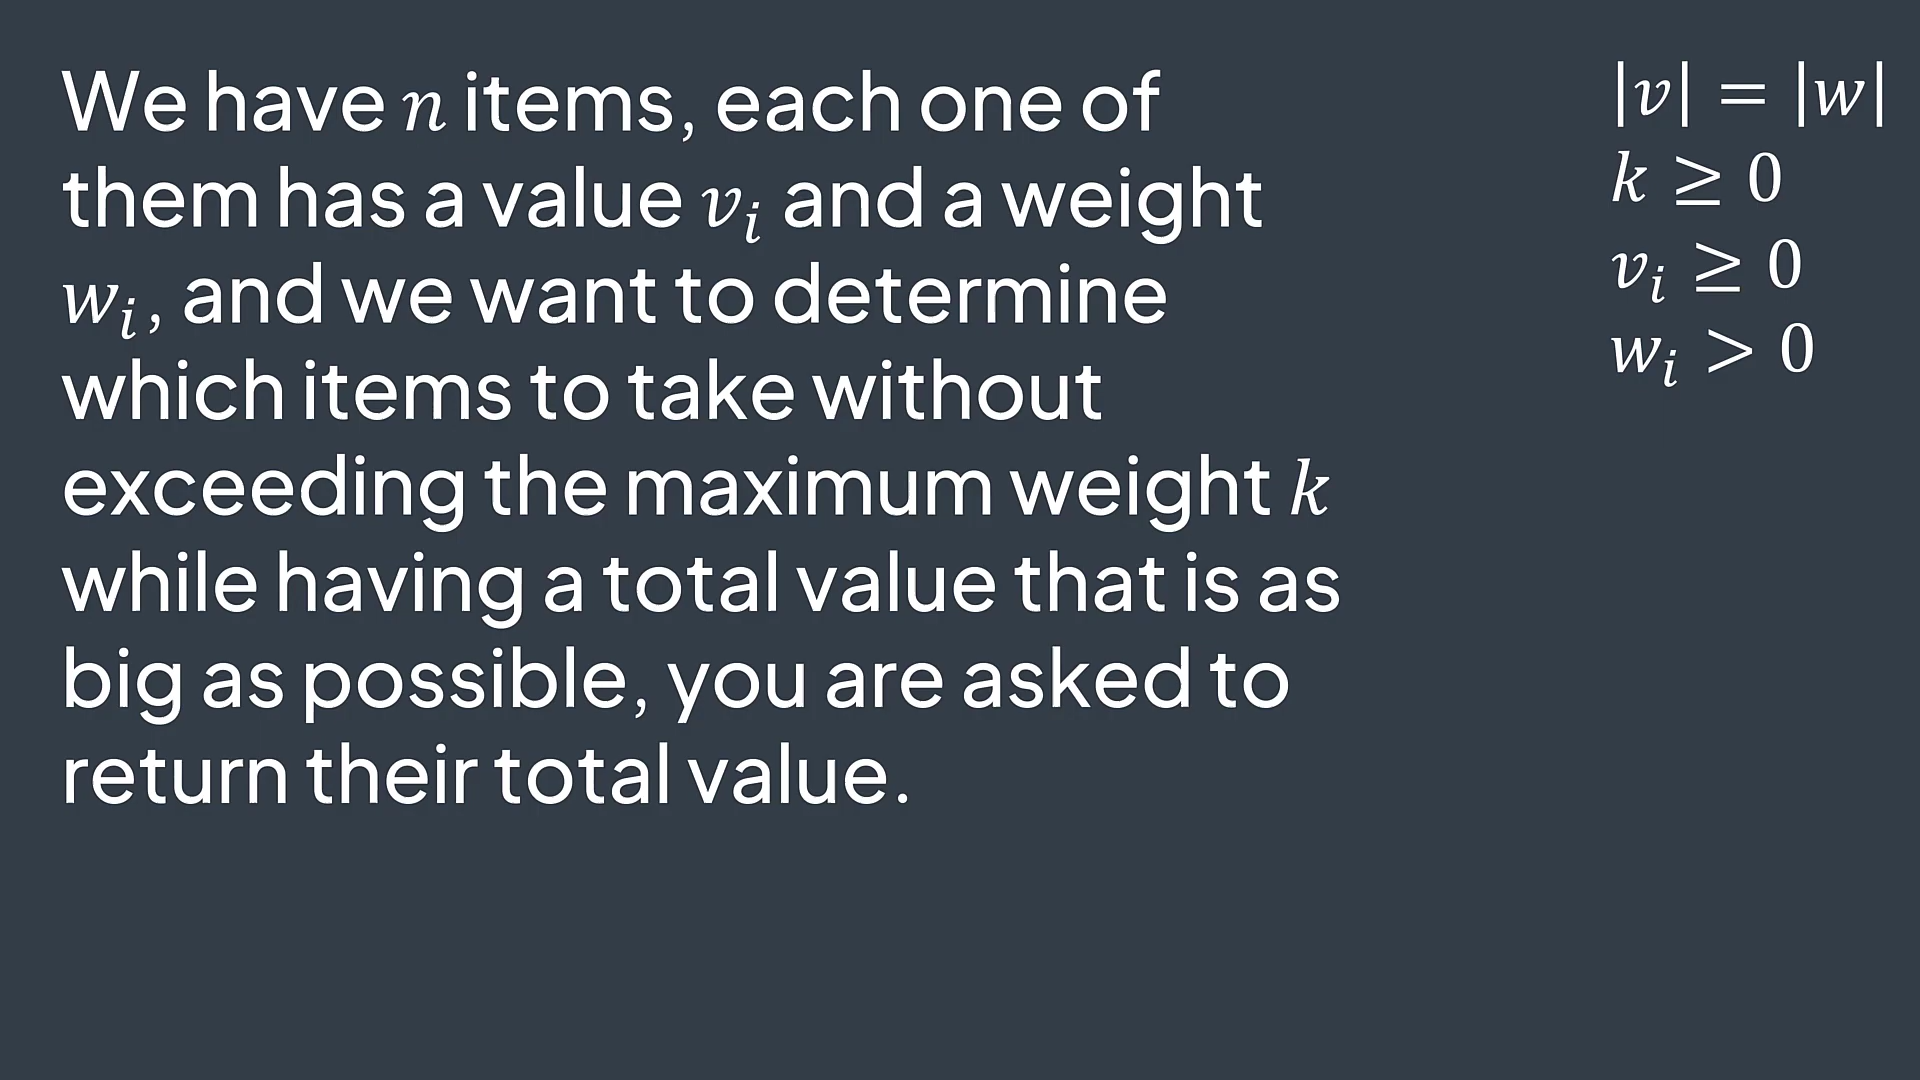 We have n items, each one of
them has a value vᵢ and a weight
wᵢ, and we want to determine
which items to take without
exceeding the maximum weight k
while having a total value that is as
big as possible, you are asked to
return their total value.
|v| = |w|
k ≥ 0
vᵢ ≥ 0
wᵢ > 0